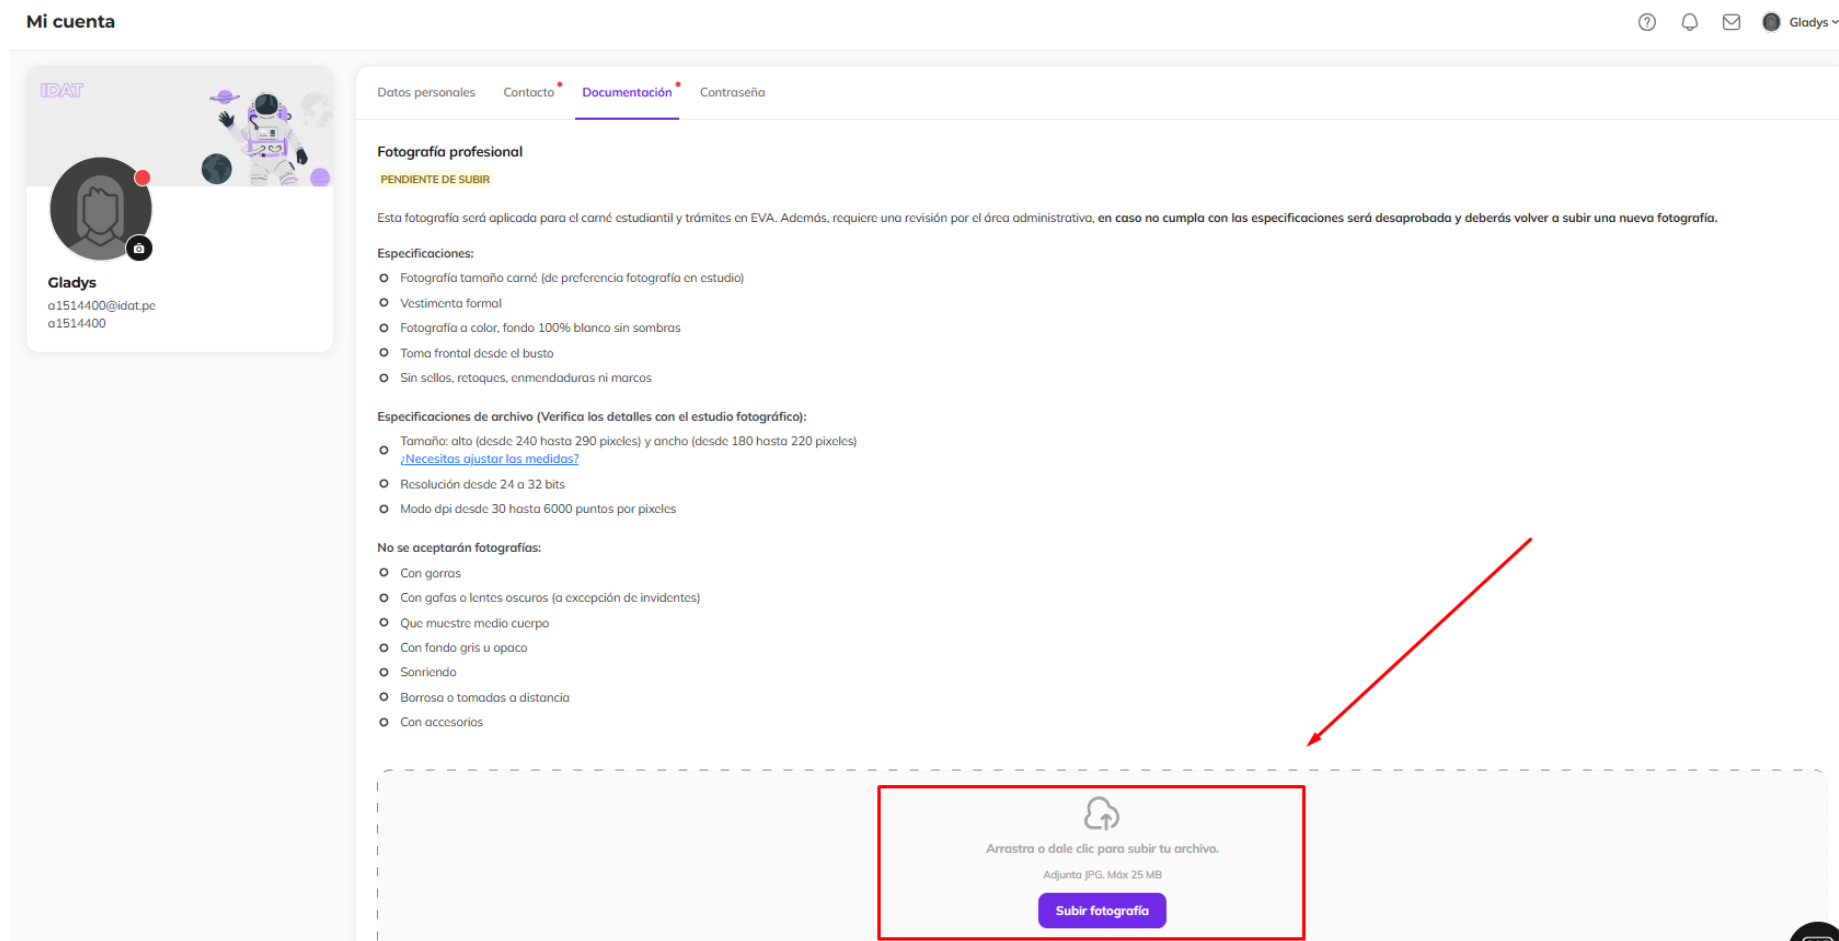 Mi cuenta
Gladys
IDAT
Gladys
a1514400@idat.pe
a1514400
Datos personales Contacto Documentación Contraseña
Fotografía profesional
PENDIENTE DE SUBIR
Esta fotografía será aplicada para el carné estudiantil y trámites en EVA. Además, requiere una revisión por el área administrativa, en caso no cumpla con las especificaciones será desaprobada y deberás volver a subir una nueva fotografía.
Especificaciones:
Fotografía tamaño carné (de preferencia fotografía en estudio)
Vestimenta formal
Fotografía a color, fondo 100% blanco sin sombras
Toma frontal desde el busto
Sin sellos, retoques, enmendaduras ni marcos
Especificaciones de archivo (Verifica los detalles con el estudio fotográfico):
Tamaño: alto (desde 240 hasta 290 pixeles) y ancho (desde 180 hasta 220 pixeles)
¿Necesitas ajustar las medidas?
Resolución desde 24 a 32 bits
Modo dpi desde 30 hasta 6000 puntos por pixeles
No se aceptarán fotografías:
Con gorras
Con gafas o lentes oscuros (a excepción de invidentes)
Que muestre medio cuerpo
Con fondo gris u opaco
Sonriendo
Borrosa o tomadas a distancia
Con accesorios
Arrastra o dale clic para subir tu archivo.
Adjunta JPG. Máx 25 MB
Subir fotografía